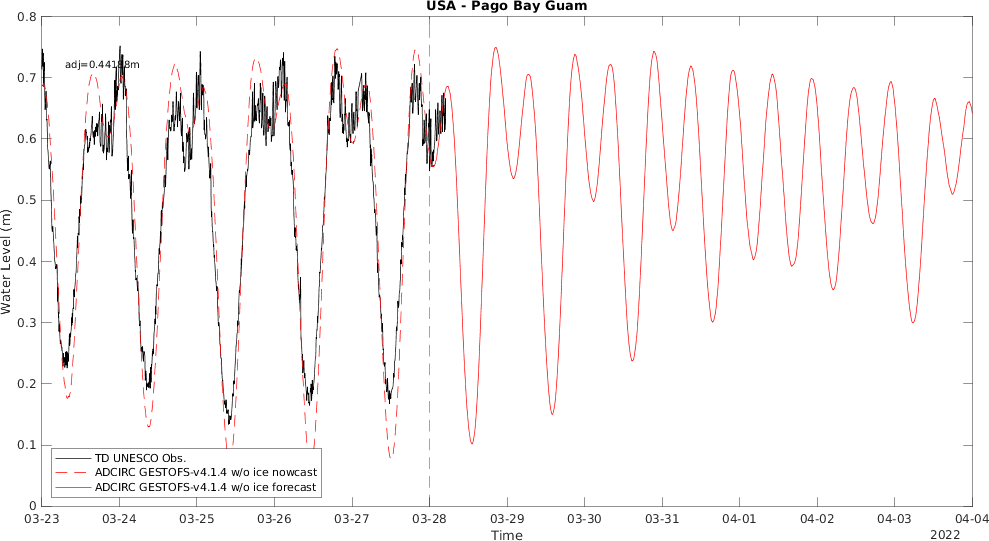 USA - Pago Bay Guam
0.8
adj=0.44188m
0.7
0.6
0.5
0.4
0.3
0.2
0.1
0
Water Level (m)
TD UNESCO Obs.
ADCIRC GESTOFS-v4.1.4 w/o ice nowcast
ADCIRC GESTOFS-v4.1.4 w/o ice forecast
03-23 03-24 03-25 03-26 03-27 03-28 03-29 03-30 03-31 04-01 04-02 04-03 04-04
Time
2022